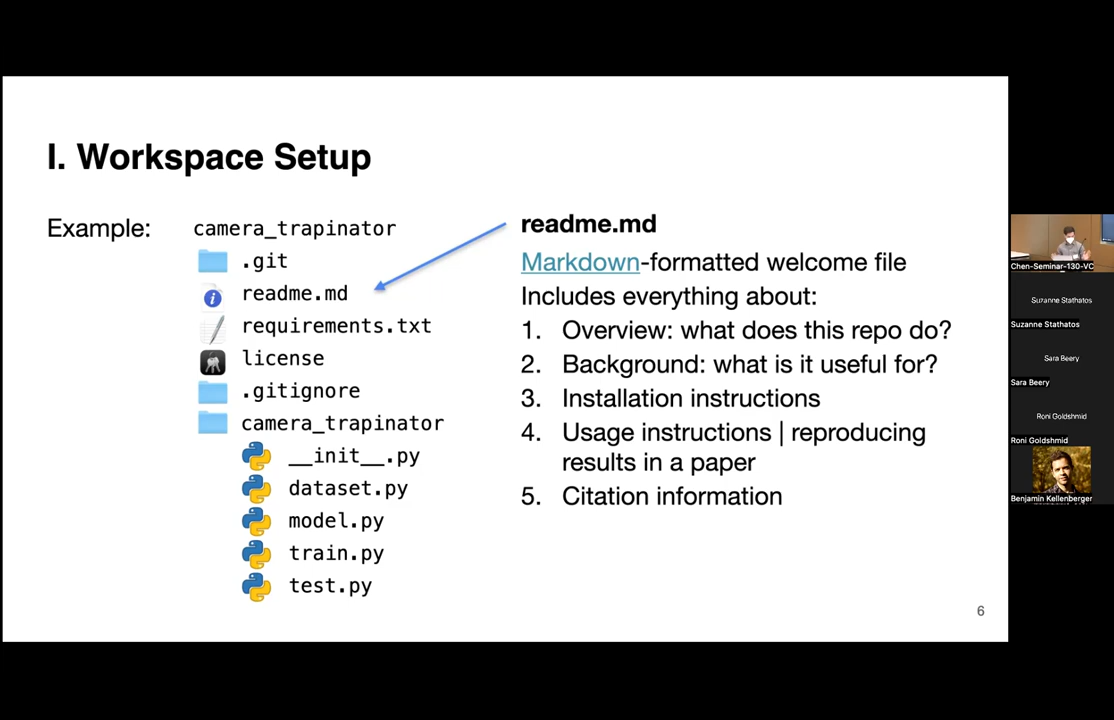 I. Workspace Setup
Example:
camera_trapinator
.git
readme.md
requirements.txt
license
.gitignore
camera_trapinator
__init__.py
dataset.py
model.py
train.py
test.py
readme.md
Markdown-formatted welcome file
Includes everything about:
1. Overview: what does this repo do?
2. Background: what is it useful for?
3. Installation instructions
4. Usage instructions | reproducing
results in a paper
5. Citation information
6
Chen-Seminar-130-VC
Suzanne Stathatos
Suzanne Stathatos
Sara Beery
Sara Beery
Roni Goldshmid
Roni Goldshmid
Benjamin Kellenberger